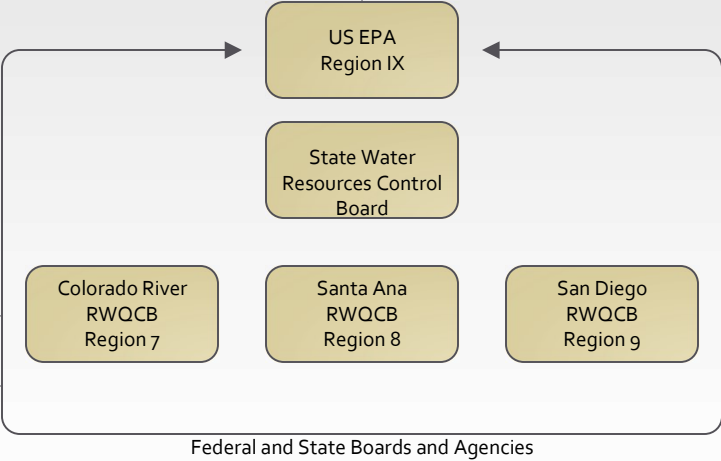 US EPA
Region IX
State Water
Resources Control
Board
Colorado River
RWQCB
Region 7
Santa Ana
RWQCB
Region 8
San Diego
RWQCB
Region 9
Federal and State Boards and Agencies